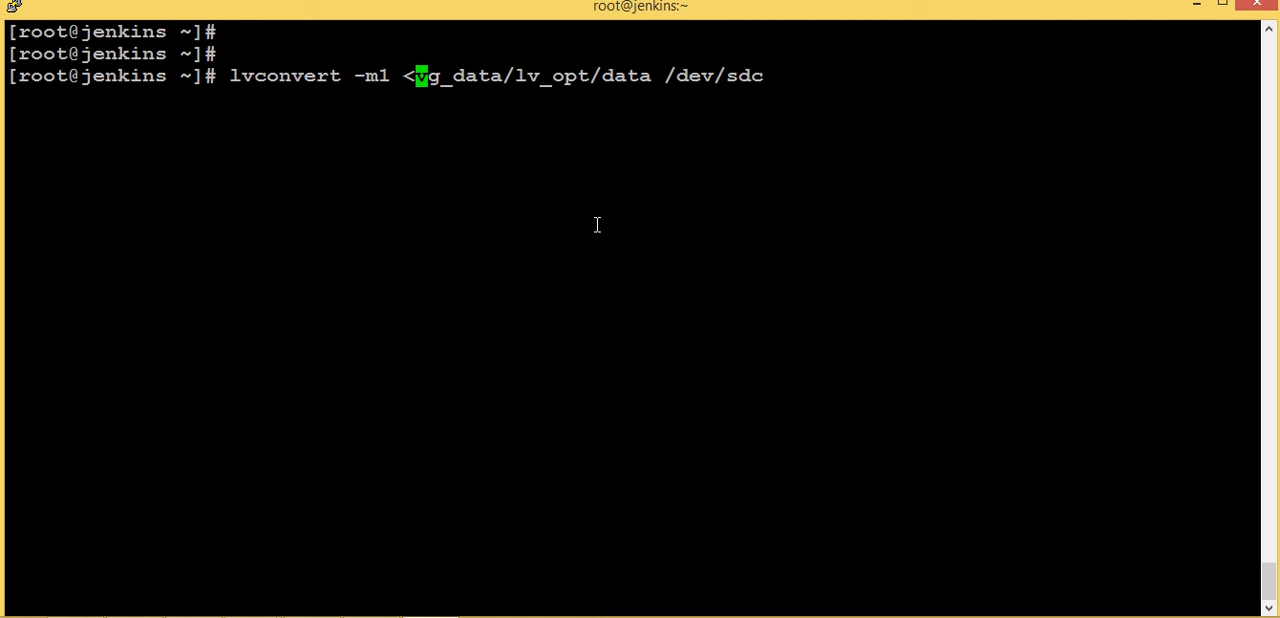 root@jenkins:~
[root@jenkins ~]#
[root@jenkins ~]#
[root@jenkins ~]# lvconvert -m1 <vg_data/lv_opt/data /dev/sdc